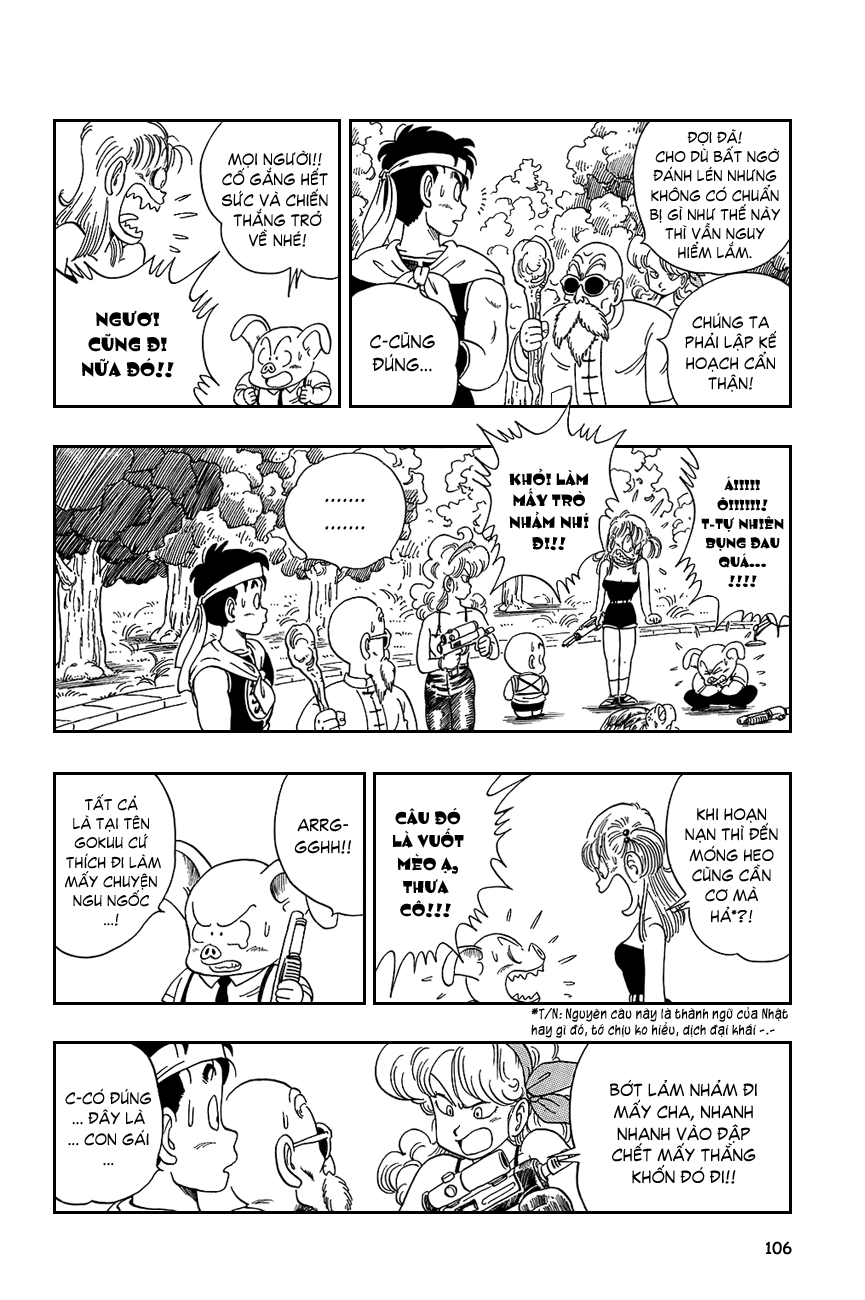 ĐỢI ĐÃ!
CHO DÙ BẤT NGỜ
ĐÁNH LÉN NHƯNG
KHÔNG CÓ CHUẨN
BỊ GÌ NHƯ THẾ NÀY
THÌ VẪN NGUY
HIỂM LẮM.
CHÚNG TA
PHẢI LẬP KẾ
HOẠCH CẨN
THẬN!
C-CŨNG
ĐÚNG...
MỌI NGƯỜI!!
CỐ GẮNG HẾT
SỨC VÀ CHIẾN
THẮNG TRỞ
VỀ NHÉ!
NGƯƠI
CŨNG ĐI
NỮA ĐÓ!!
ÂIIIII
ÔIIIIII!
T-TỰ NHIÊN
BỤNG ĐAU
QUÁ...
!!!!
KHỎI LÀM
MẤY TRÒ
NHẢM NHÍ
ĐI!!
.......
.......
KHI HOẠN
NẠN THÌ ĐẾN
MÓNG HEO
CŨNG CẦN
CƠ MÀ
HẢ*?!
CÂU ĐÓ
LÀ VUỐT
MÈO Ạ,
THƯA
CÔ!!!
ARRG-
GGHH!!
TẤT CẢ
LÀ TẠI TÊN
GOKUU CỨ
THÍCH ĐI LÀM
MẤY CHUYỆN
NGU NGỐC
...!
*T/N: Nguyên câu này là thành ngữ của Nhật
hay gì đó, tớ chịu ko hiểu, dịch đại khái -.-
BỚT LẢM NHẢM ĐI
MẤY CHA, NHANH
NHANH VÀO ĐẬP
CHẾT MẤY THẰNG
KHỐN ĐÓ ĐI!!
C-CÓ ĐÚNG
... ĐÂY LÀ
... CON GÁI
...
106